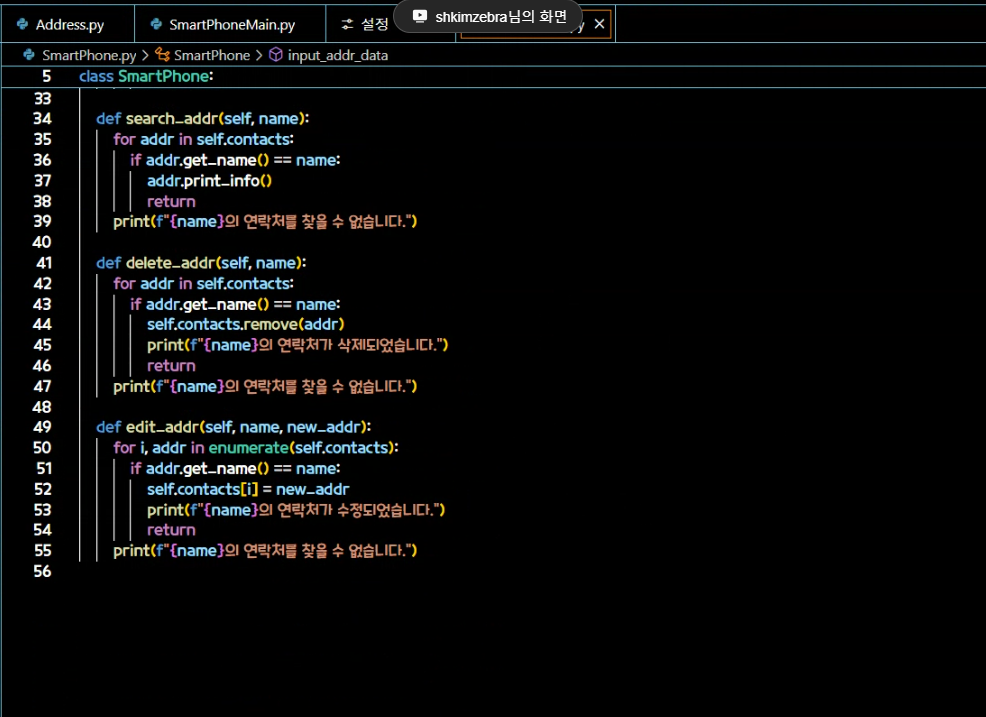 Address.py
SmartPhoneMain.py
설정
shkimzebra님의 화면
SmartPhone.py > SmartPhone > input_addr_data
5 class SmartPhone:
33
34 def search_addr(self, name):
35 for addr in self.contacts:
36 if addr.get_name() == name:
37 addr.print_info()
38 return
39 print(f"{name}의 연락처를 찾을 수 없습니다.")
40
41 def delete_addr(self, name):
42 for addr in self.contacts:
43 if addr.get_name() == name:
44 self.contacts.remove(addr)
45 print(f"{name}의 연락처가 삭제되었습니다.")
46 return
47 print(f"{name}의 연락처를 찾을 수 없습니다.")
48
49 def edit_addr(self, name, new_addr):
50 for i, addr in enumerate(self.contacts):
51 if addr.get_name() == name:
52 self.contacts[i] = new_addr
53 print(f"{name}의 연락처가 수정되었습니다.")
54 return
55 print(f"{name}의 연락처를 찾을 수 없습니다.")
56